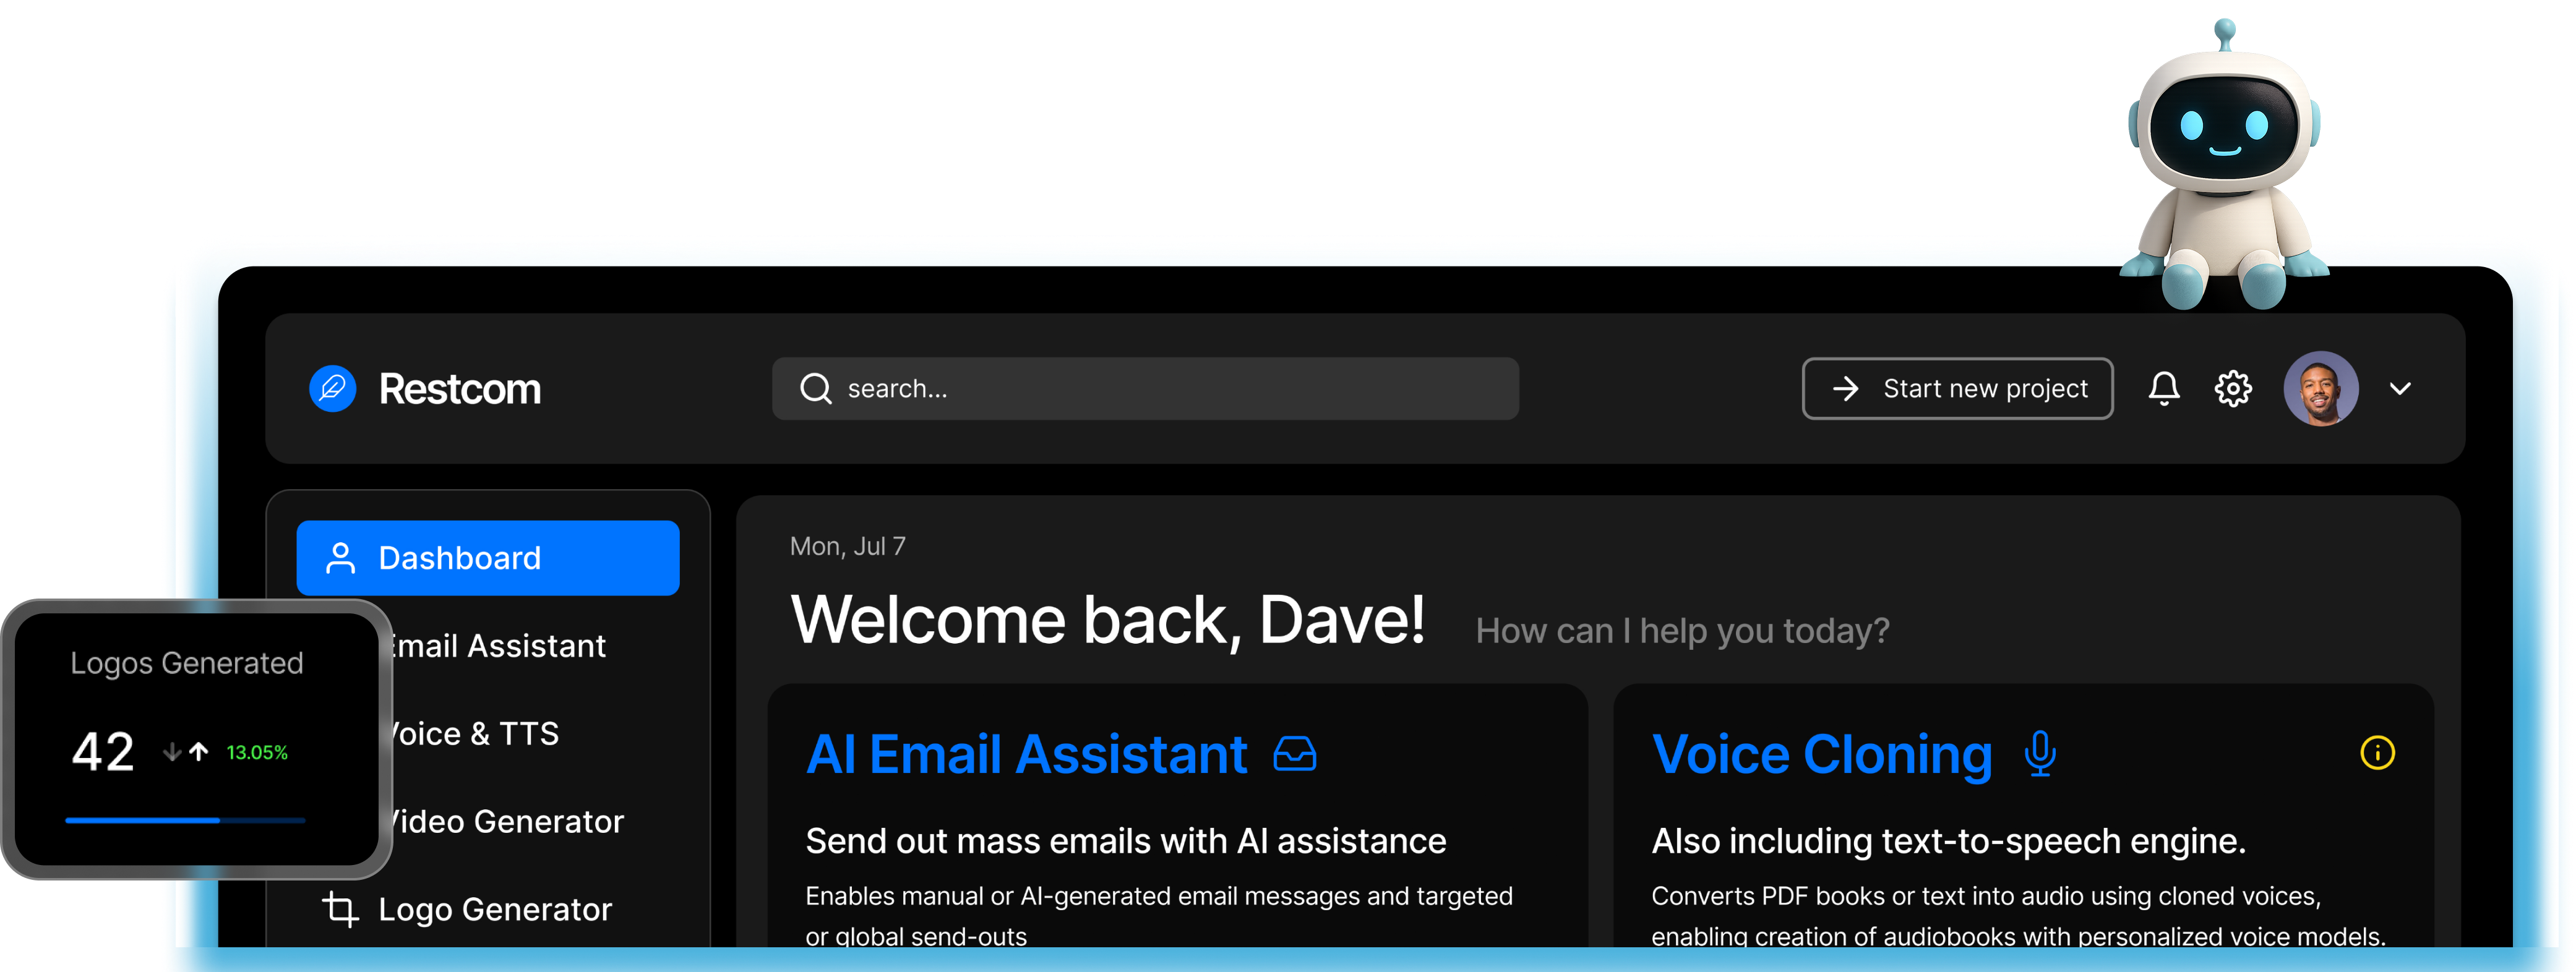 Restcom
search...
Start new project
Dashboard
Email Assistant
Voice & TTS
Video Generator
Logo Generator
Logos Generated
42
13.05%
Mon, Jul 7
Welcome back, Dave!
How can I help you today?
AI Email Assistant
Send out mass emails with AI assistance
Enables manual or AI-generated email messages and targeted
or global send-outs
Voice Cloning
Also including text-to-speech engine.
Converts PDF books or text into audio using cloned voices,
enabling creation of audiobooks with personalized voice models.